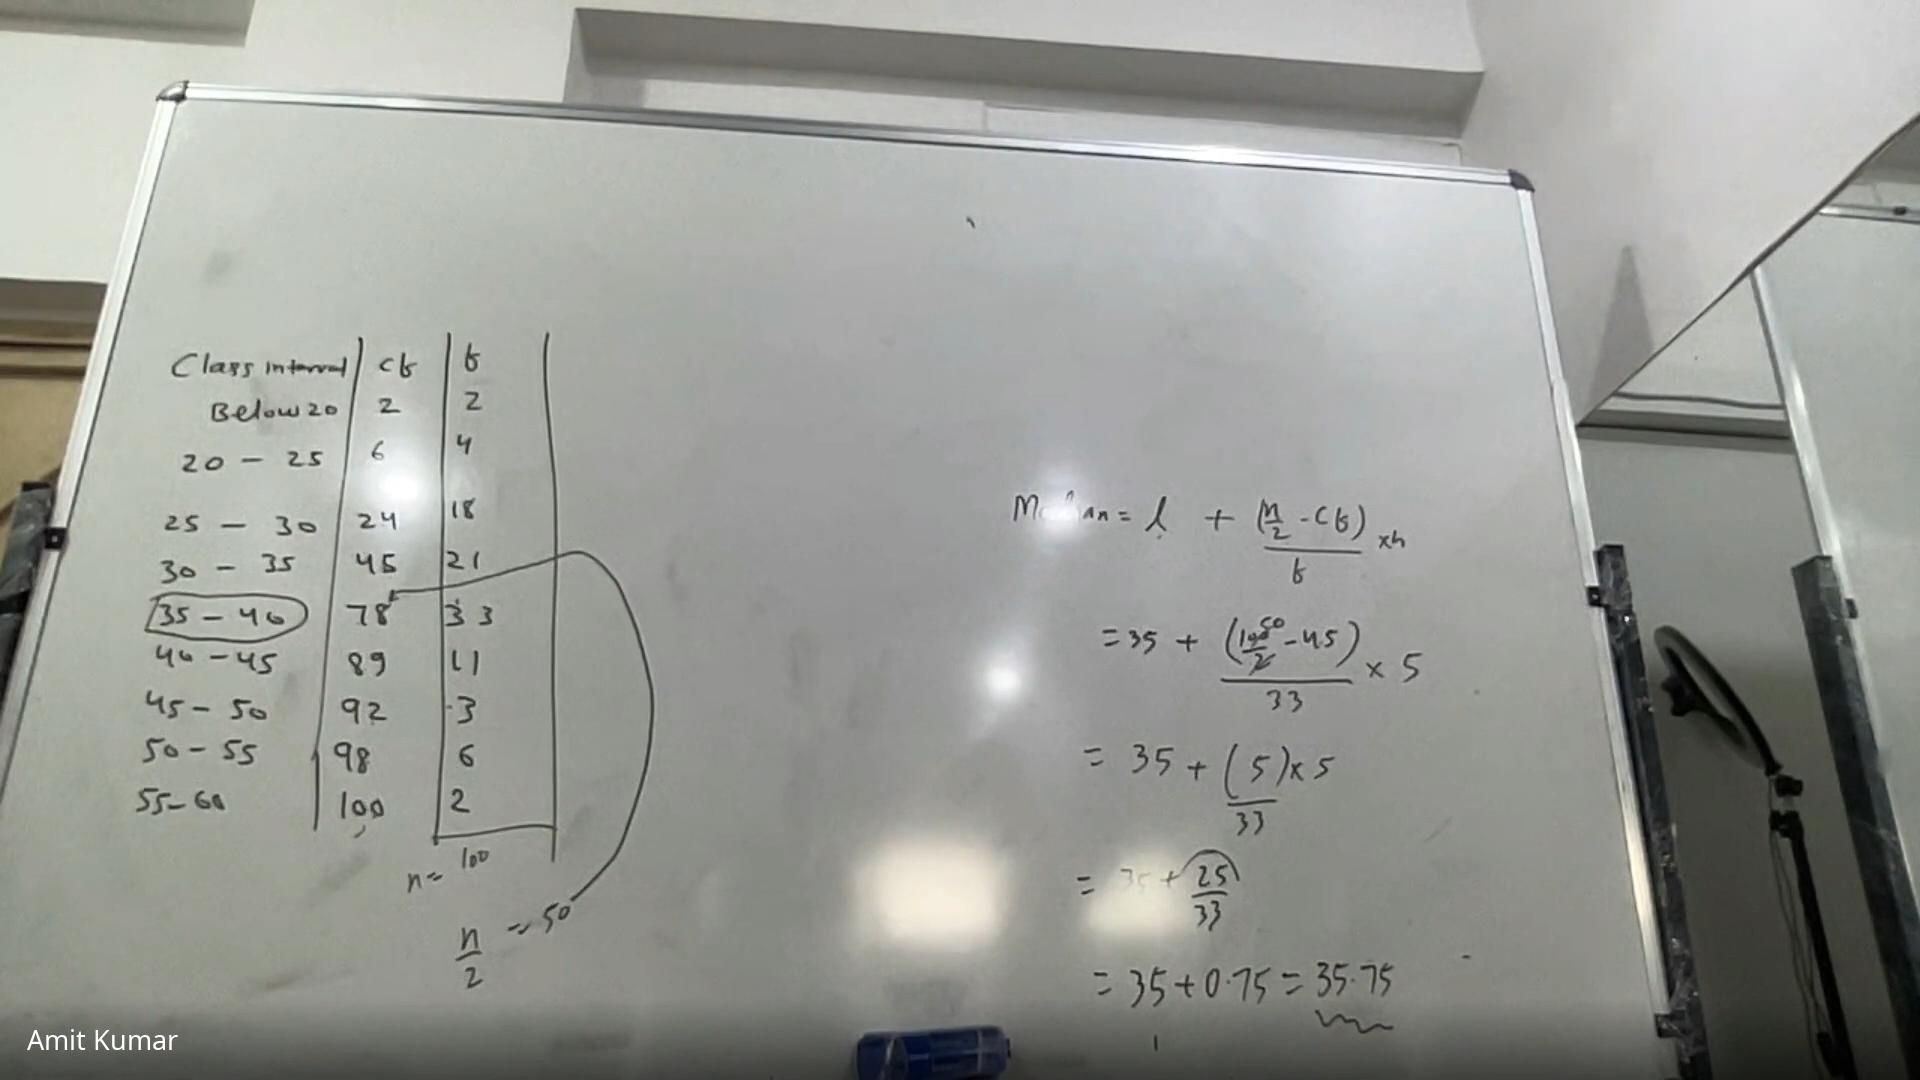 Class interval | cf | f
Below 20 | 2 | 2
20 - 25 | 6 | 4
25 - 30 | 24 | 18
30 - 35 | 45 | 21
35 - 40 | 78 | 33
40 - 45 | 89 | 11
45 - 50 | 92 | 3
50 - 55 | 98 | 6
55 - 60 | 100 | 2
n = 100
n/2 = 50
Median = l + (n/2 - cf)/f × h
= 35 + (100/2 50 - 45)/33 × 5
= 35 + (5)/33 × 5
= 35 + 25/33
= 35 + 0.75 = 35.75
Amit Kumar